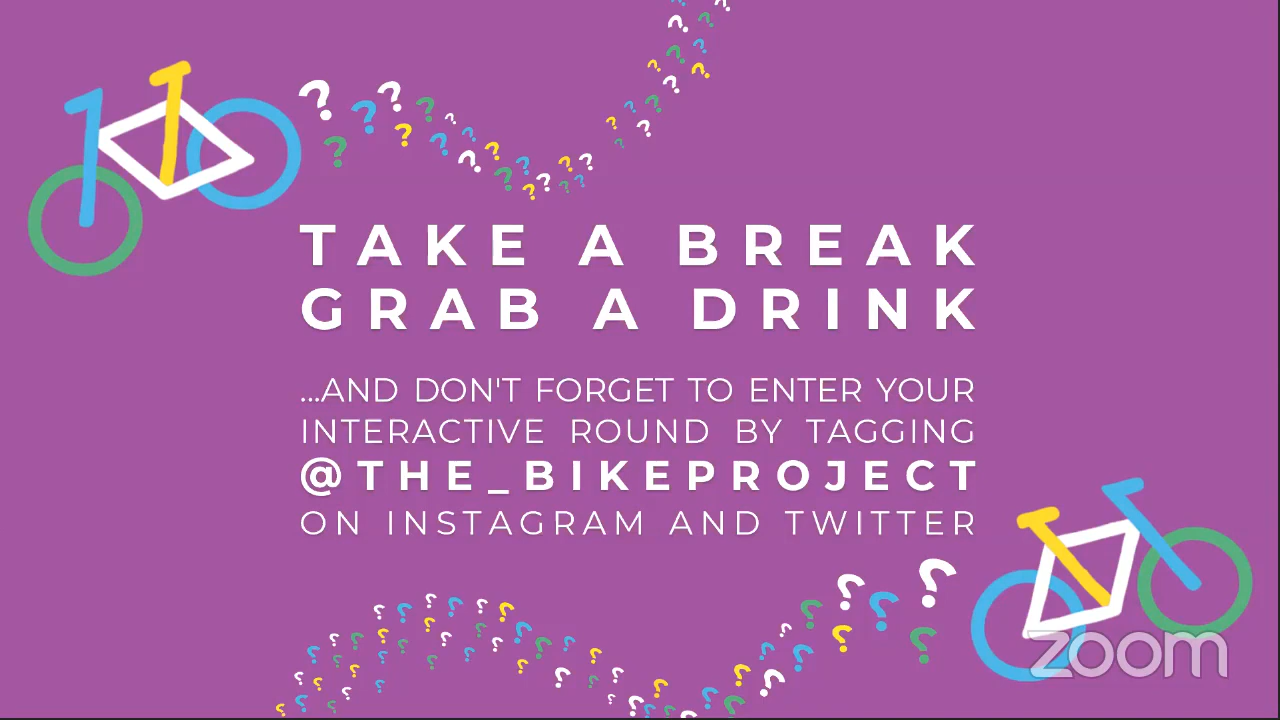 TAKE A BREAK
GRAB A DRINK
...AND DON'T FORGET TO ENTER YOUR
INTERACTIVE ROUND BY TAGGING
@THE_BIKEPROJECT
ON INSTAGRAM AND TWITTER
zoom